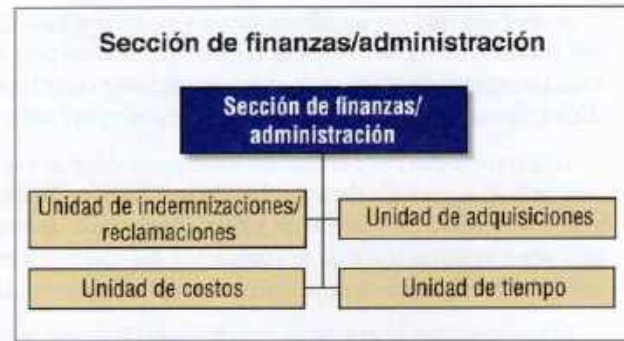 Sección de finanzas/administración
Sección de finanzas/
administración
Unidad de indemnizaciones/
reclamaciones
Unidad de adquisiciones
Unidad de costos
Unidad de tiempo